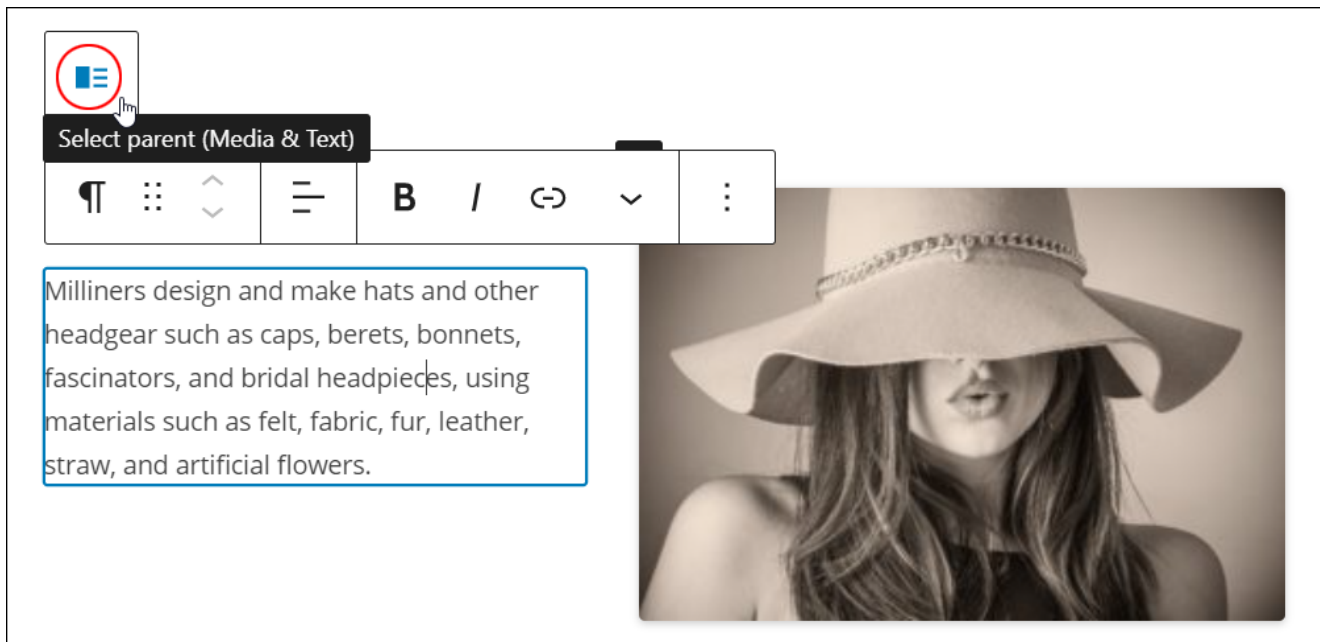 Select parent (Media & Text)
B I
Milliners design and make hats and other
headgear such as caps, berets, bonnets,
fascinators, and bridal headpieces, using
materials such as felt, fabric, fur, leather,
straw, and artificial flowers.